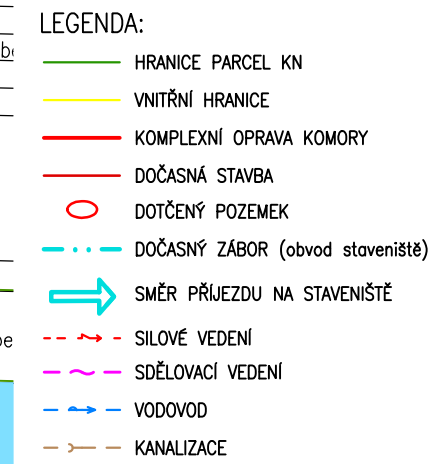 LEGENDA:
HRANICE PARCEL KN
VNITŘNÍ HRANICE
KOMPLEXNÍ OPRAVA KOMORY
DOČASNÁ STAVBA
DOTČENÝ POZEMEK
DOČASNÝ ZÁBOR (obvod staveniště)
SMĚR PŘÍJEZDU NA STAVENIŠTĚ
SILOVÉ VEDENÍ
SDĚLOVACÍ VEDENÍ
VODOVOD
KANALIZACE